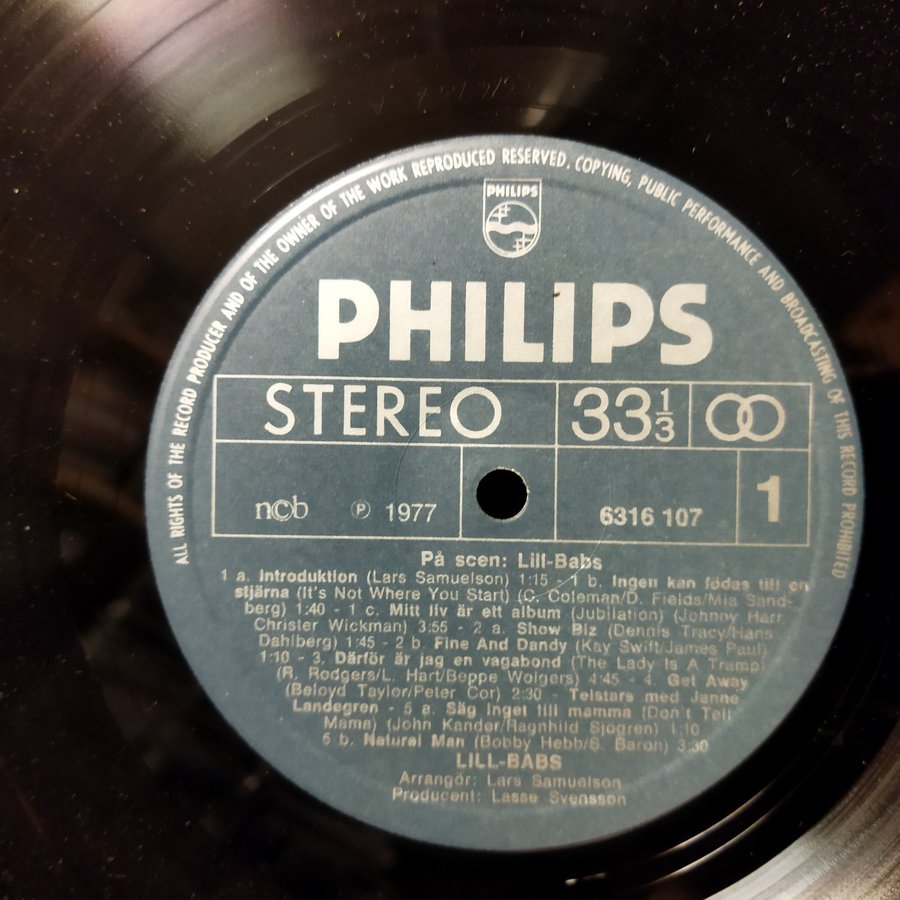 ALL RIGHTS OF THE RECORD PRODUCER AND OF THE OWNER OF THE WORK REPRODUCED RESERVED. COPYING, PUBLIC PERFORMANCE AND BROADCASTING OF THIS RECORD PROHIBITED
PHILIPS
PHILIPS
STEREO 33 1/3
ncb ℗ 1977 6316 107 1
På scen: Lill-Babs
1 a. Introduktion (Lars Samuelson) 1:15 - 1 b. Ingen kan födas till en
stjärna (It's Not Where You Start) (C. Coleman/D. Fields/Mia Sand-
berg) 1:40 - 1 c. Mitt liv är ett album (Jubilation) (Johnny Harr
Christer Wickman) 3:55 - 2 a. Show Biz (Dennis Tracy/Hans
Dahlberg) 1:45 - 2 b. Fine And Dandy (Kay Swift/James Paul)
1:10 - 3. Därför är jag en vagabond (The Lady Is A Tramp)
(R. Rodgers/L. Hart/Beppe Wolgers) 4:45 - 4. Get Away
(Beloyd Taylor/Peter Cor) 2:30 - Telstars med Janne
Landegren - 5 a. Säg inget till mamma (Don't Tell
Mama) (John Kander/Ragnhild Sjögren) 1:10
5 b. Natural Man (Bobby Hebb/S. Baron) 3:30
LILL-BABS
Arrangör: Lars Samuelson
Producent: Lasse Svensson